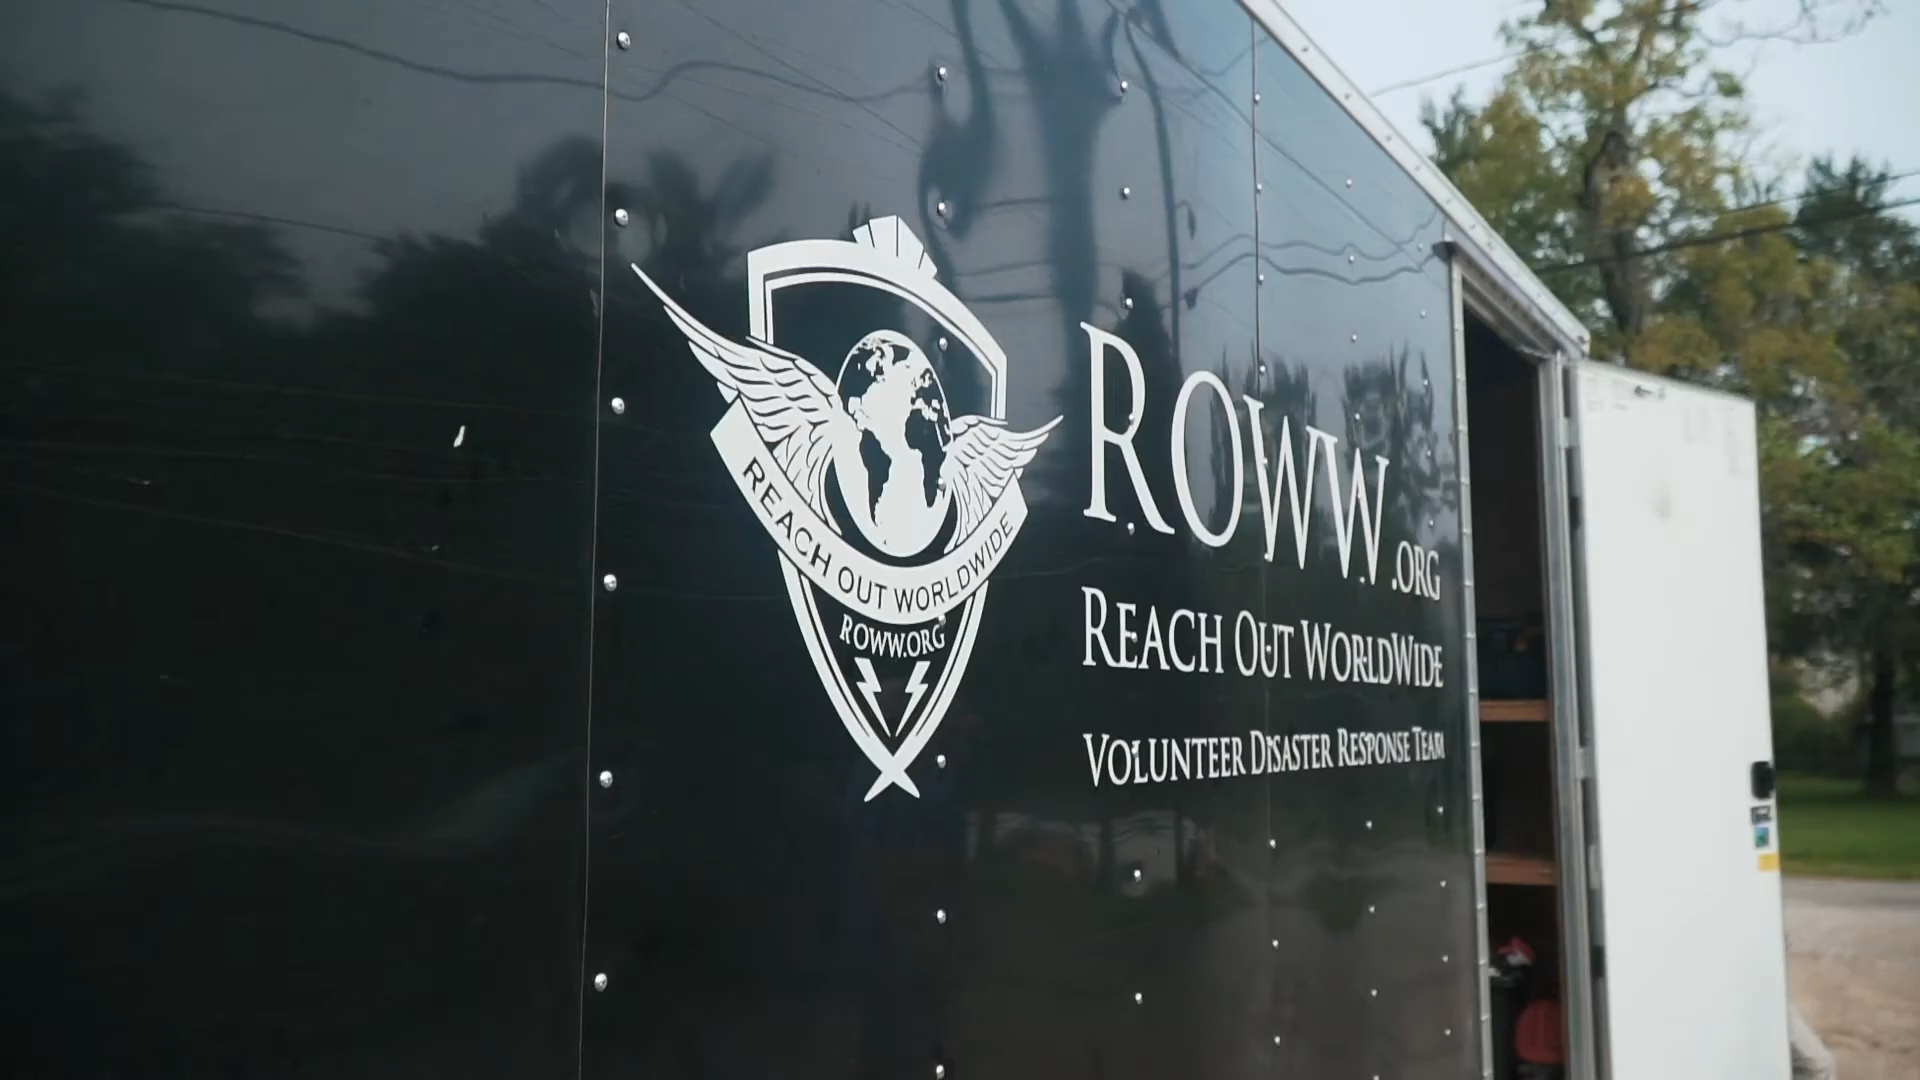 REACH OUT WORLDWIDE
ROWW.ORG
ROWW.ORG
REACH OUT WORLDWIDE
VOLUNTEER DISASTER RESPONSE TEAM